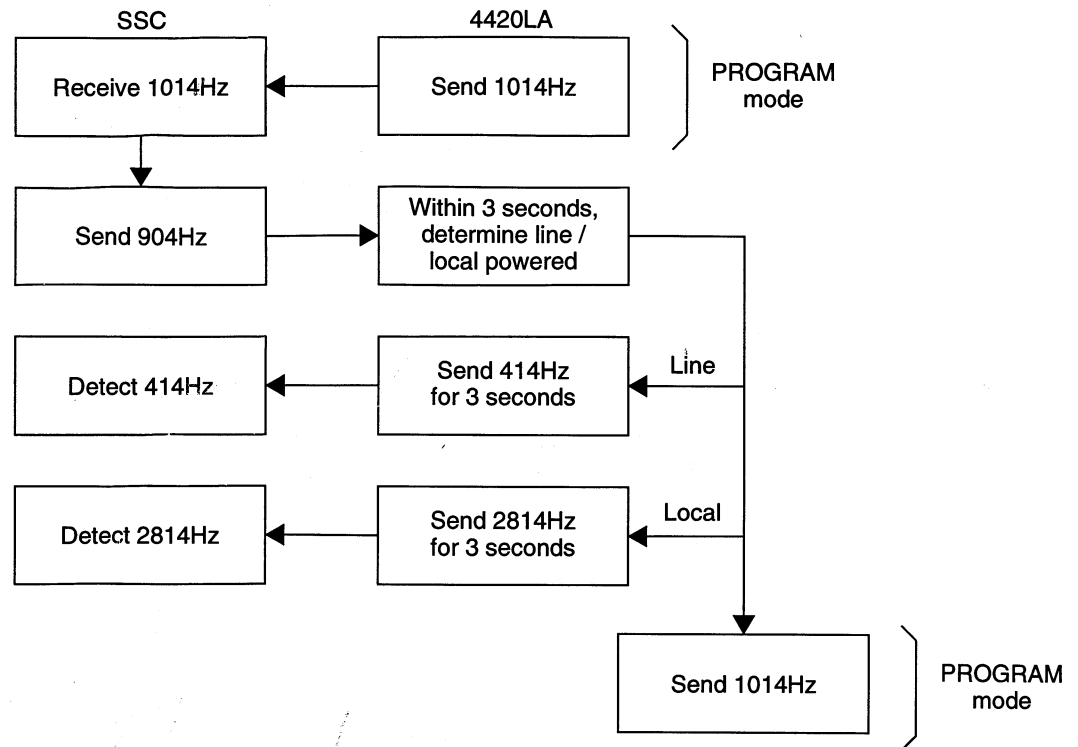 SSC
4420LA
Receive 1014Hz
Send 1014Hz
PROGRAM
mode
Send 904Hz
Within 3 seconds,
determine line /
local powered
Detect 414Hz
Send 414Hz
for 3 seconds
Line
Detect 2814Hz
Send 2814Hz
for 3 seconds
Local
Send 1014Hz
PROGRAM
mode